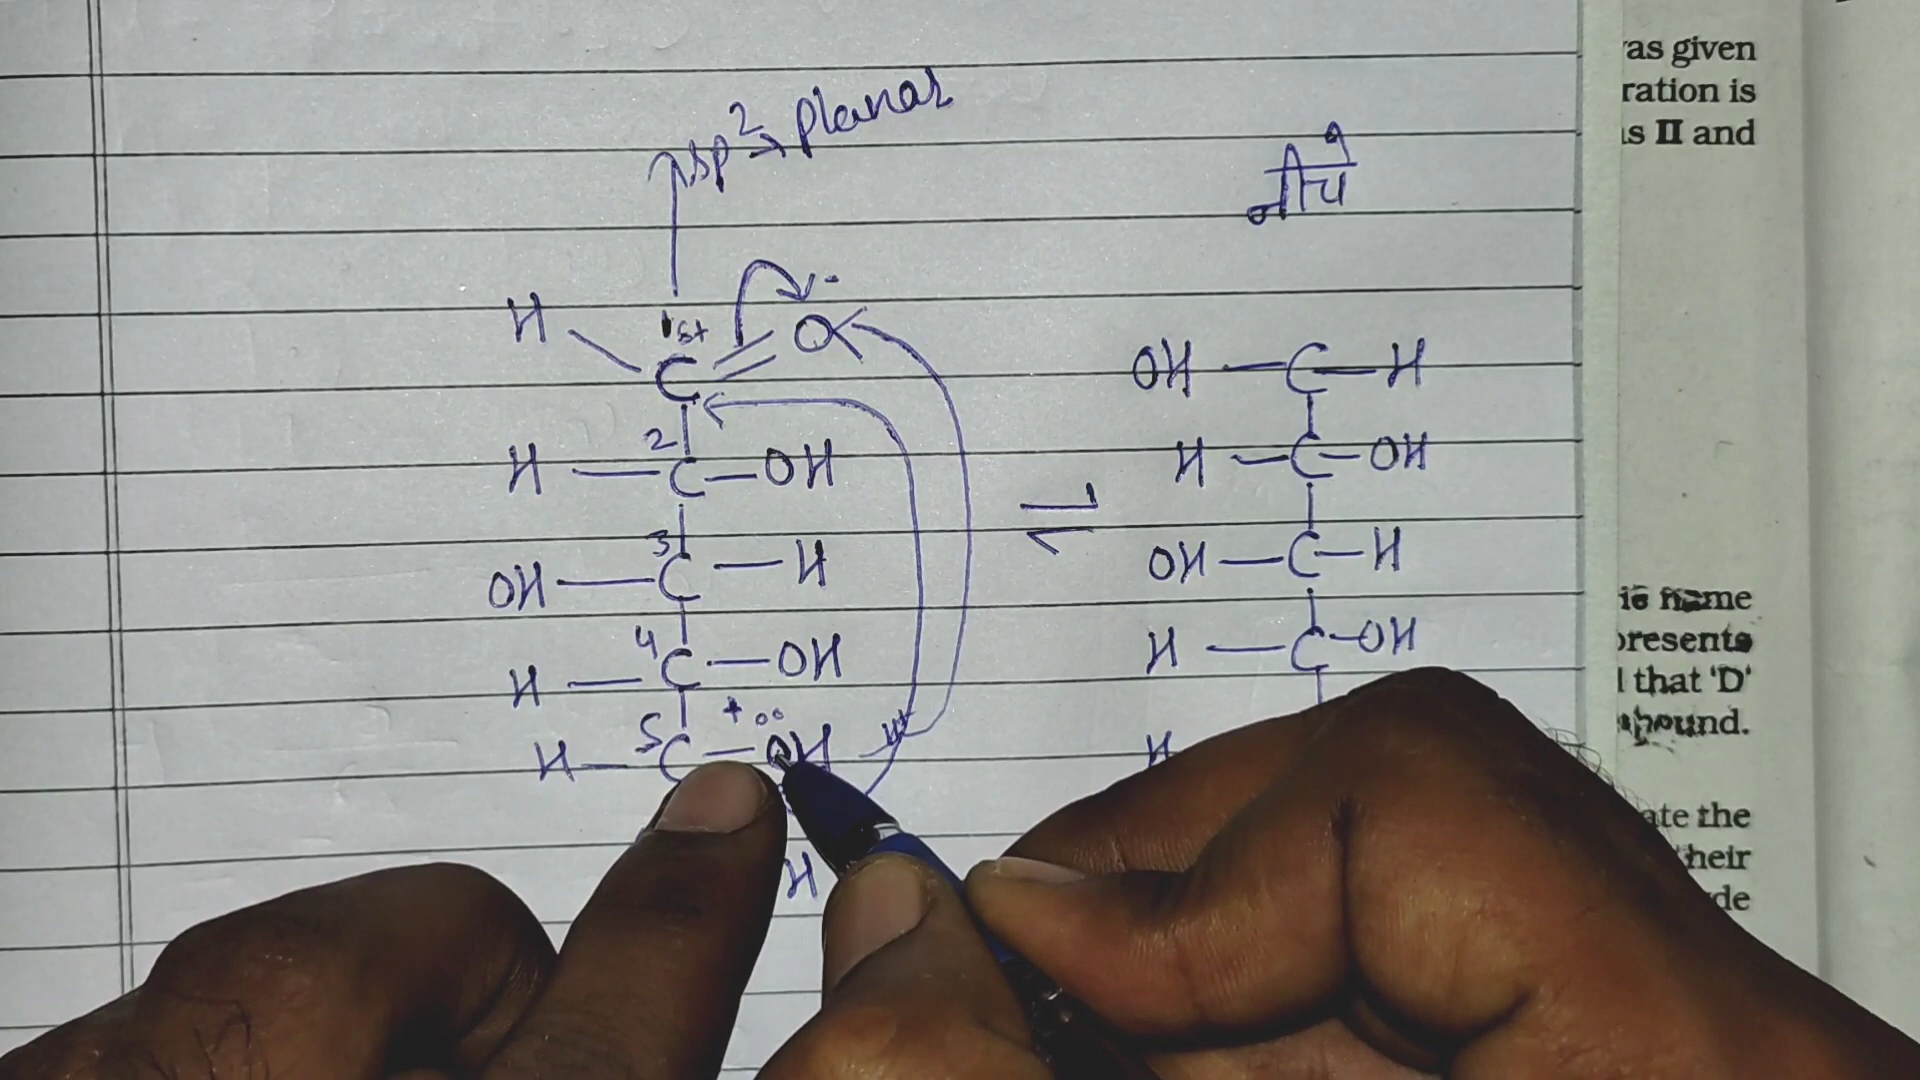 sp² → planar
नीचे
H 1st C = O -
OH — C — H
2
H — C — OH
H — C — OH
3
OH — C — H
OH — C — H
4
H — C — OH
H — C — OH
5 + ..
H — C — OH H⁺
H
H
as given
ration is
is II and
name
presents
that 'D'
pound.
ate the
heir
de